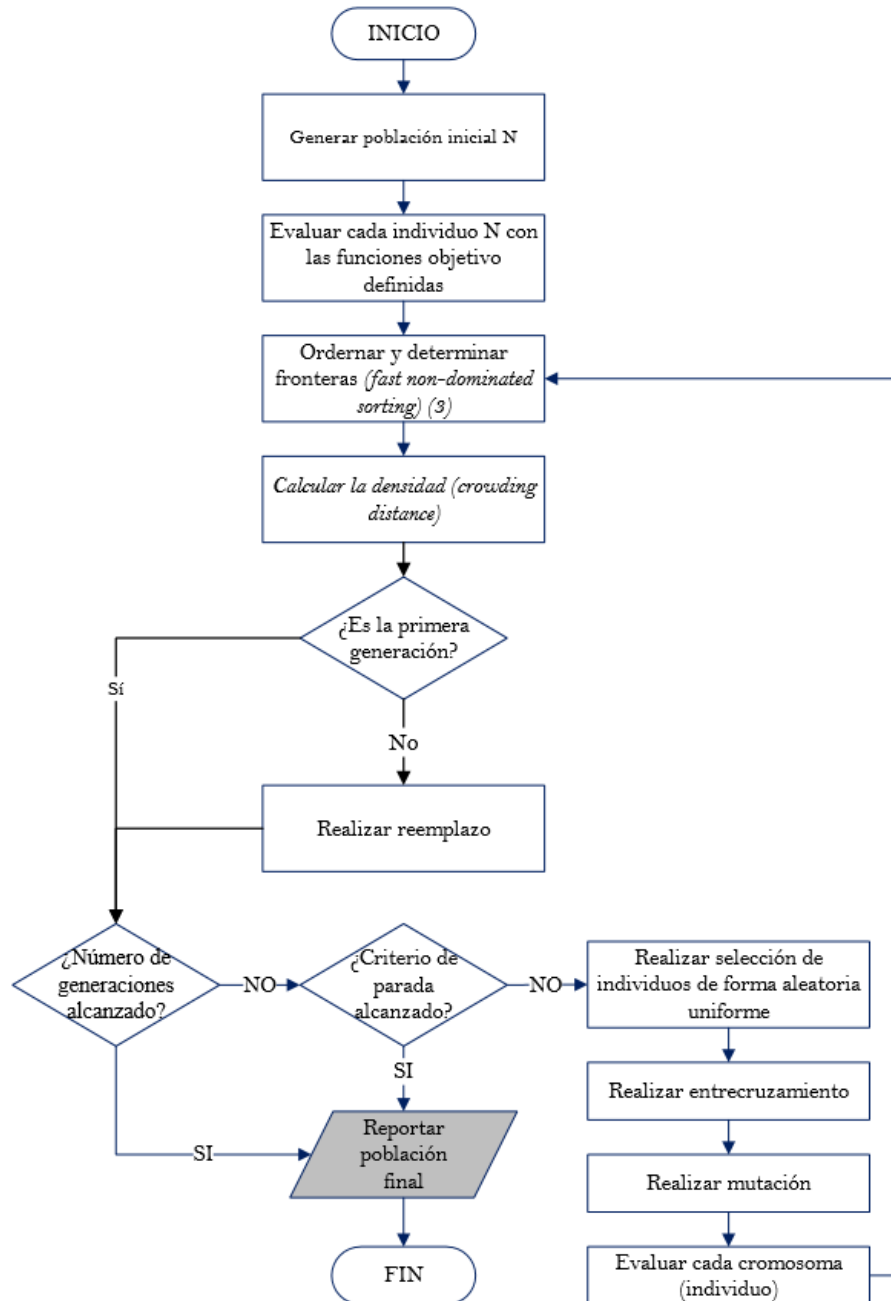 INICIO
Generar población inicial N
Evaluar cada individuo N con
las funciones objetivo
definidas
Ordernar y determinar
fronteras (fast non-dominated
sorting) (3)
Calcular la densidad (crowding
distance)
¿Es la primera
generación?
Sí
No
Realizar reemplazo
¿Número de
generaciones
alcanzado?
NO
¿Criterio de
parada
alcanzado?
NO
Realizar selección de
individuos de forma aleatoria
uniforme
SI
Realizar entrecruzamiento
Reportar
población
final
SI
Realizar mutación
FIN
Evaluar cada cromosoma
(individuo)